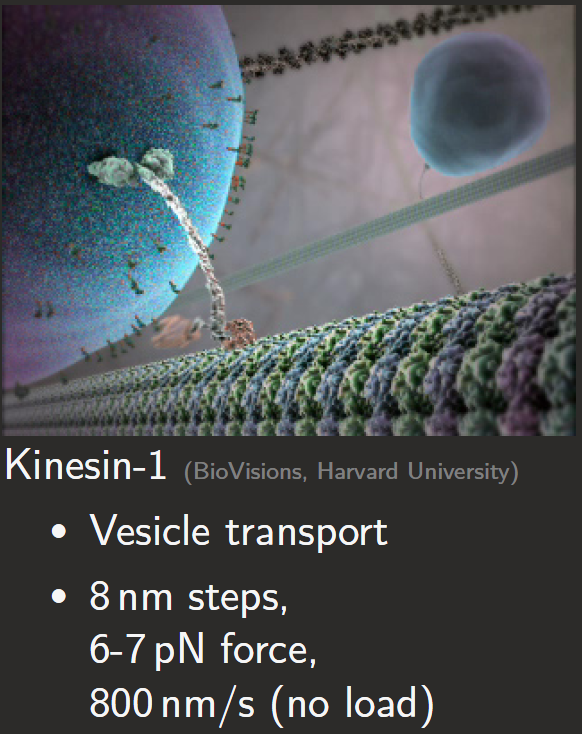 Kinesin-1 (BioVisions, Harvard University)
• Vesicle transport
• 8 nm steps,
6-7 pN force,
800 nm/s (no load)